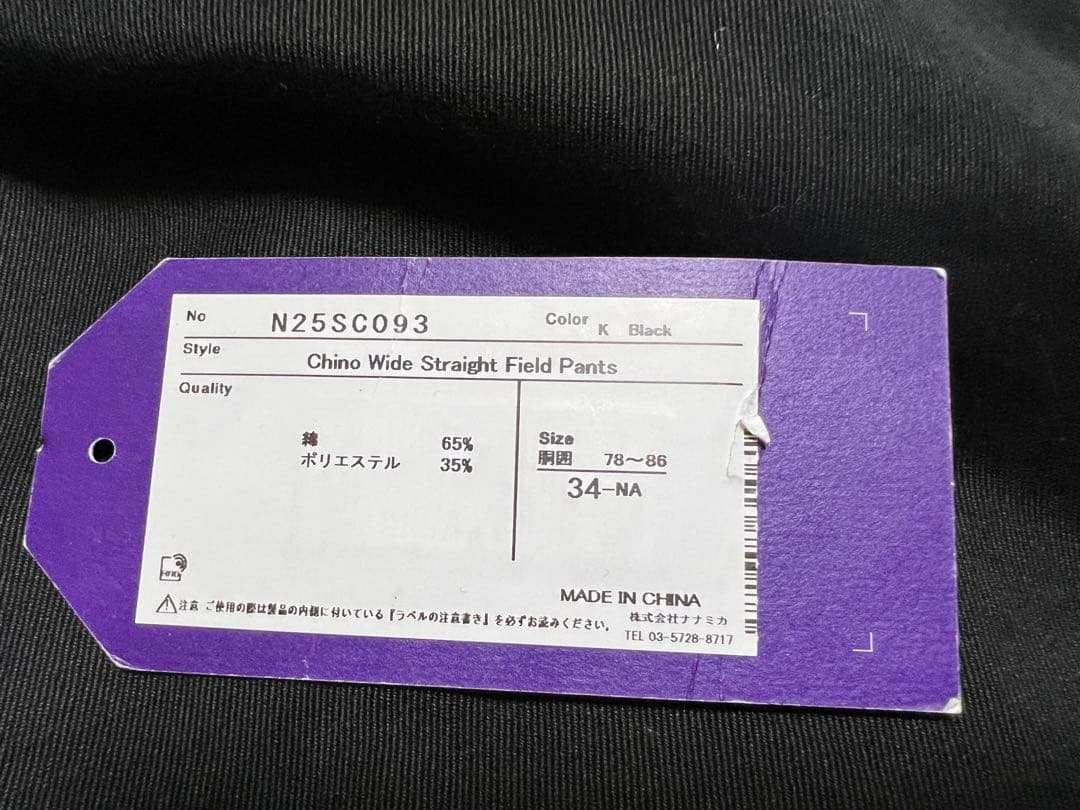 No N25SC093 Color K Black
Style Chino Wide Straight Field Pants
Quality
綿 65%
ポリエステル 35%
Size
胴囲 78～86
34-NA
RFID
MADE IN CHINA
⚠注意 ご使用の際は製品の内側に付いている『ラベルの注意書き』を必ずお読みください。
株式会社ナナミカ
TEL 03-5728-8717